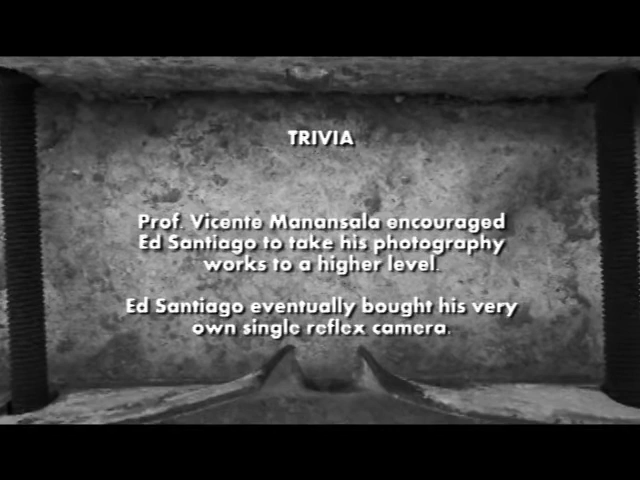 TRIVIA
Prof. Vicente Manansala encouraged
Ed Santiago to take his photography
works to a higher level.
Ed Santiago eventually bought his very
own single reflex camera.